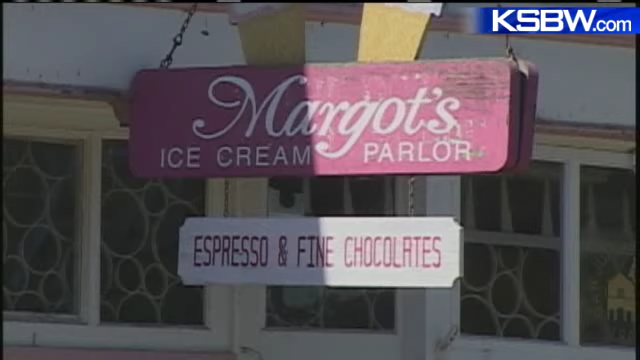 KSBW.com
Margot's
ICE CREAM PARLOR
ESPRESSO & FINE CHOCOLATES